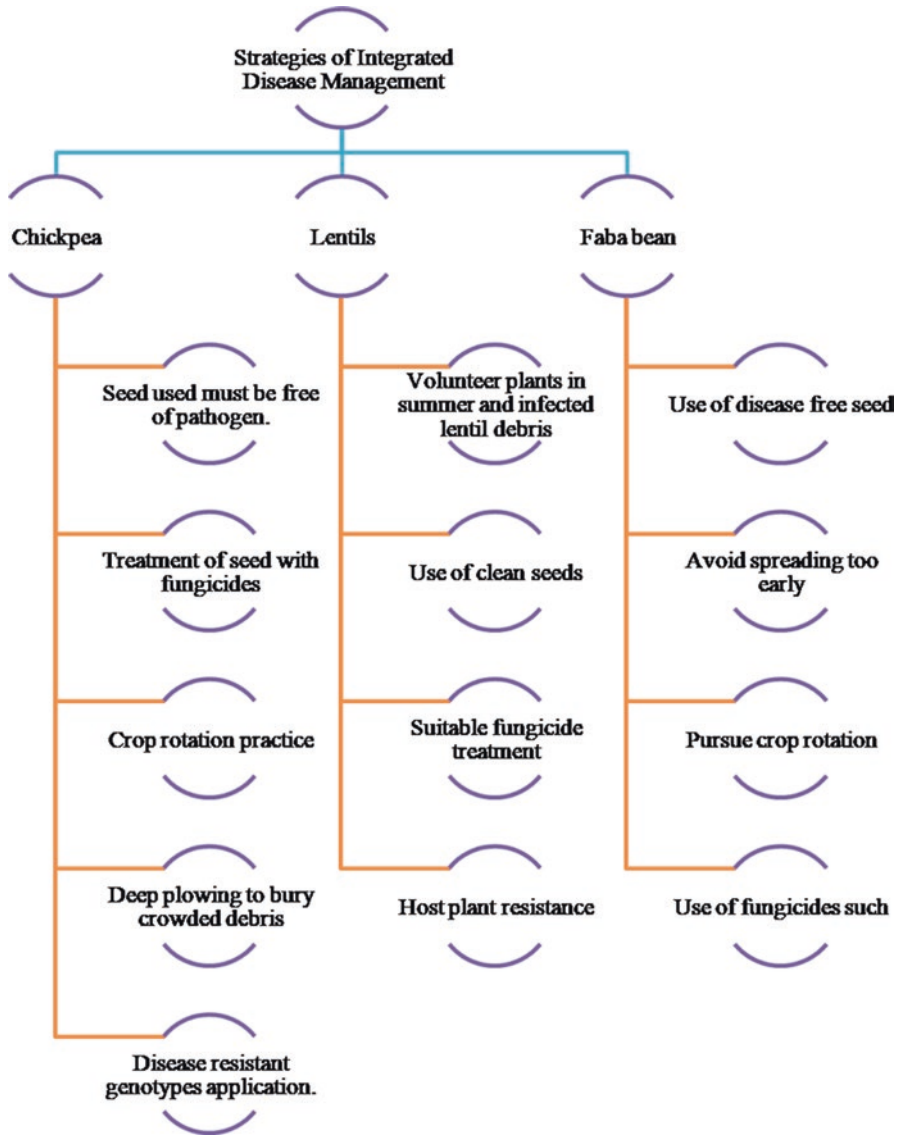 Strategies of Integrated
Disease Management
Chickpea
Lentils
Faba bean
Seed used must be free
of pathogen.
Treatment of seed with
fungicides
Crop rotation practice
Deep plowing to bury
crowded debris
Disease resistant
genotypes application.
Volunteer plants in
summer and infected
lentil debris
Use of clean seeds
Suitable fungicide
treatment
Host plant resistance
Use of disease free seed
Avoid spreading too
early
Pursue crop rotation
Use of fungicides such